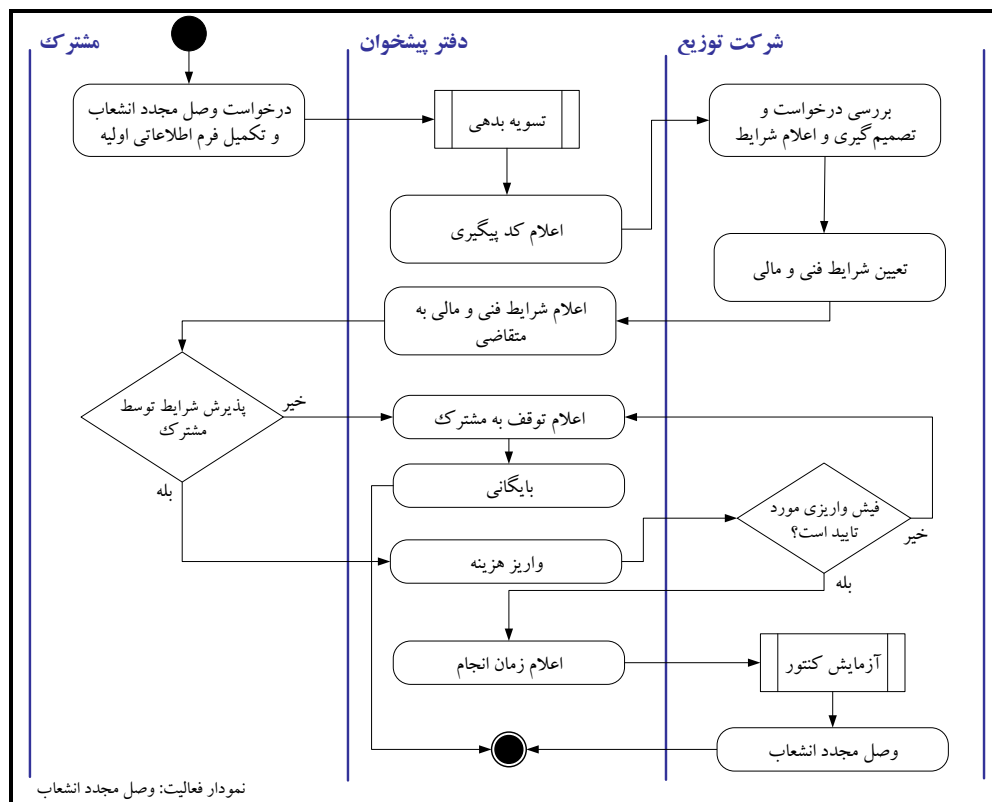 مشترك
دفتر پیشخوان
شرکت توزیع
درخواست وصل مجدد انشعاب
و تکمیل فرم اطلاعاتی اولیه
تسویه بدهی
بررسی درخواست و
تصمیم‌گیری و اعلام شرایط
اعلام کد پیگیری
تعیین شرایط فنی و مالی
اعلام شرایط فنی و مالی به
متقاضی
پذیرش شرایط توسط
مشترك
خیر
بله
اعلام توقف به مشترك
بایگانی
واریز هزینه
فیش واریزی مورد
تایید است؟
خیر
بله
اعلام زمان انجام
آزمایش کنتور
وصل مجدد انشعاب
نمودار فعالیت: وصل مجدد انشعاب